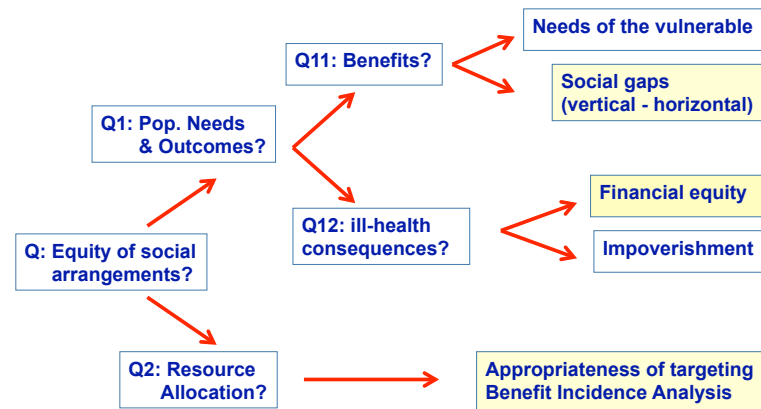 Needs of the vulnerable
Q11: Benefits?
Social gaps
(vertical - horizontal)
Q1: Pop. Needs
& Outcomes?
Financial equity
Q12: ill-health
consequences?
Q: Equity of social
arrangements?
Impoverishment
Q2: Resource
Allocation?
Appropriateness of targeting
Benefit Incidence Analysis